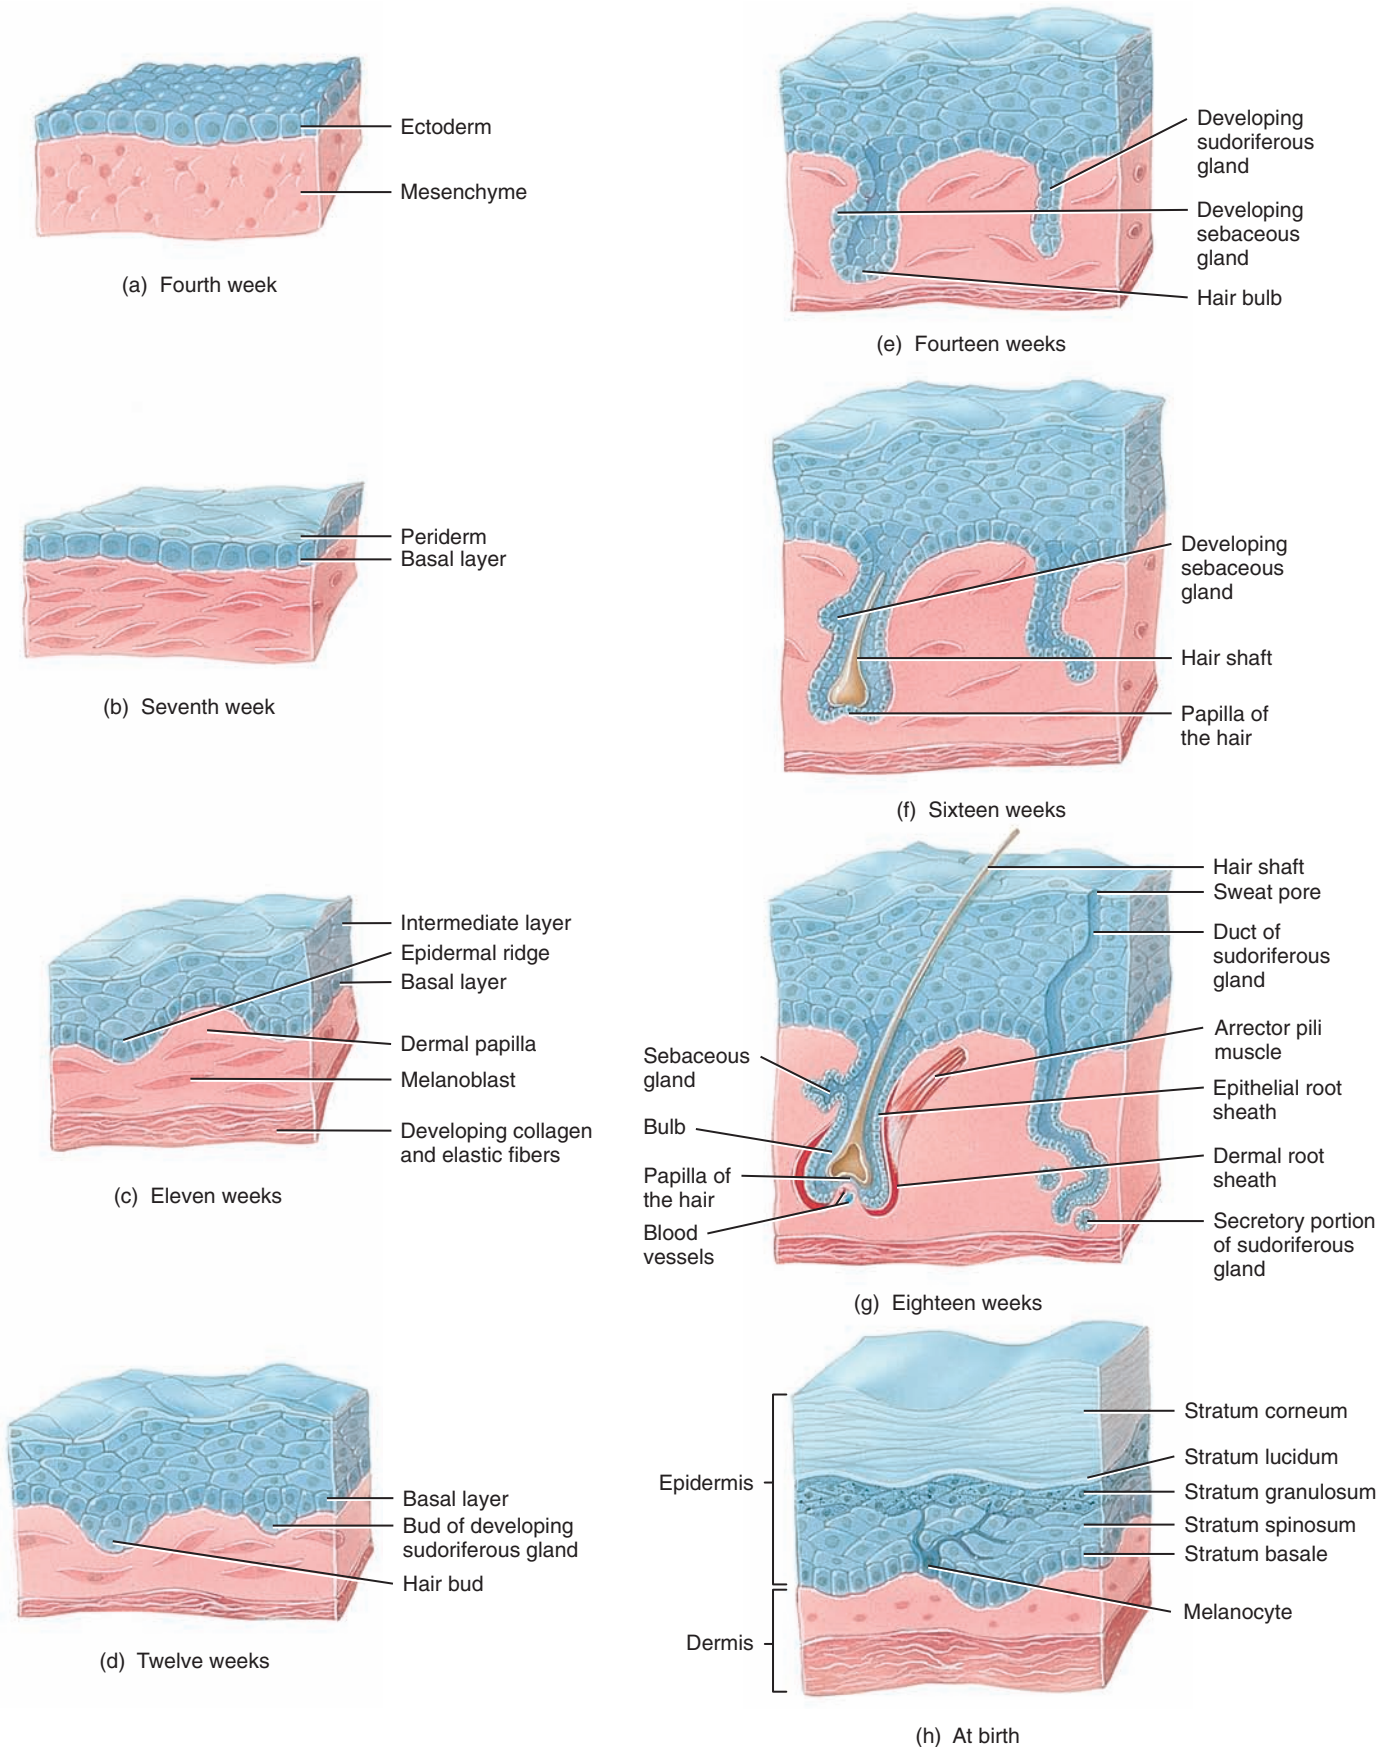 Ectoderm
Mesenchyme
(a) Fourth week
Periderm
Basal layer
(b) Seventh week
Intermediate layer
Epidermal ridge
Basal layer
Dermal papilla
Melanoblast
Developing collagen
and elastic fibers
(c) Eleven weeks
Basal layer
Bud of developing
sudoriferous gland
Hair bud
(d) Twelve weeks
Developing
sudoriferous
gland
Developing
sebaceous
gland
Hair bulb
(e) Fourteen weeks
Developing
sebaceous
gland
Hair shaft
Papilla of
the hair
(f) Sixteen weeks
Sebaceous
gland
Bulb
Papilla of
the hair
Blood
vessels
Hair shaft
Sweat pore
Duct of
sudoriferous
gland
Arrector pili
muscle
Epithelial root
sheath
Dermal root
sheath
Secretory portion
of sudoriferous
gland
(g) Eighteen weeks
Epidermis
Dermis
Stratum corneum
Stratum lucidum
Stratum granulosum
Stratum spinosum
Stratum basale
Melanocyte
(h) At birth